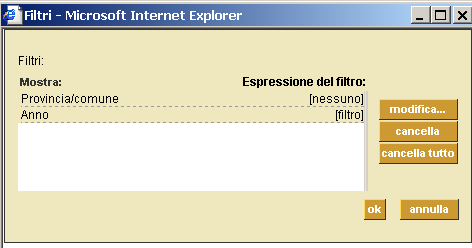 Filtri - Microsoft Internet Explorer
Filtri:
Mostra: Espressione del filtro:
Provincia/comune [nessuno]
Anno [filtro]
modifica...
cancella
cancella tutto
ok annulla